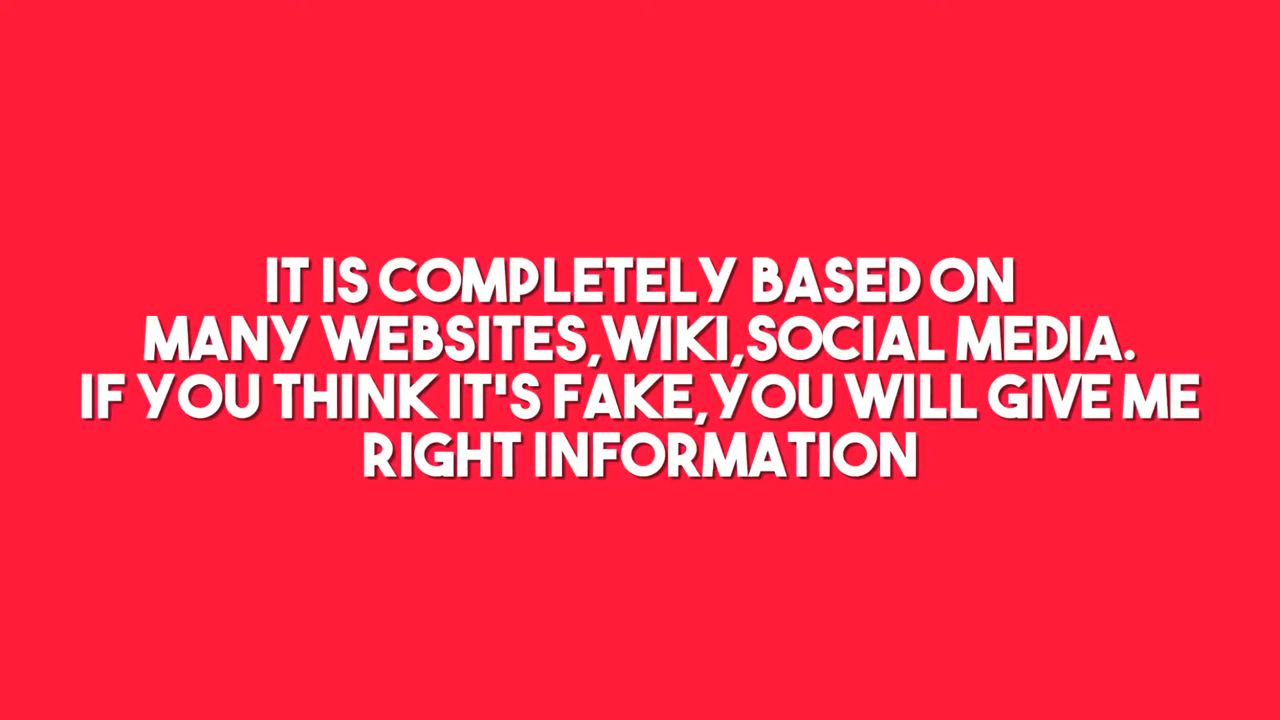 IT IS COMPLETELY BASED ON
MANY WEBSITES,WIKI,SOCIAL MEDIA.
IF YOU THINK IT'S FAKE,YOU WILL GIVE ME
RIGHT INFORMATION